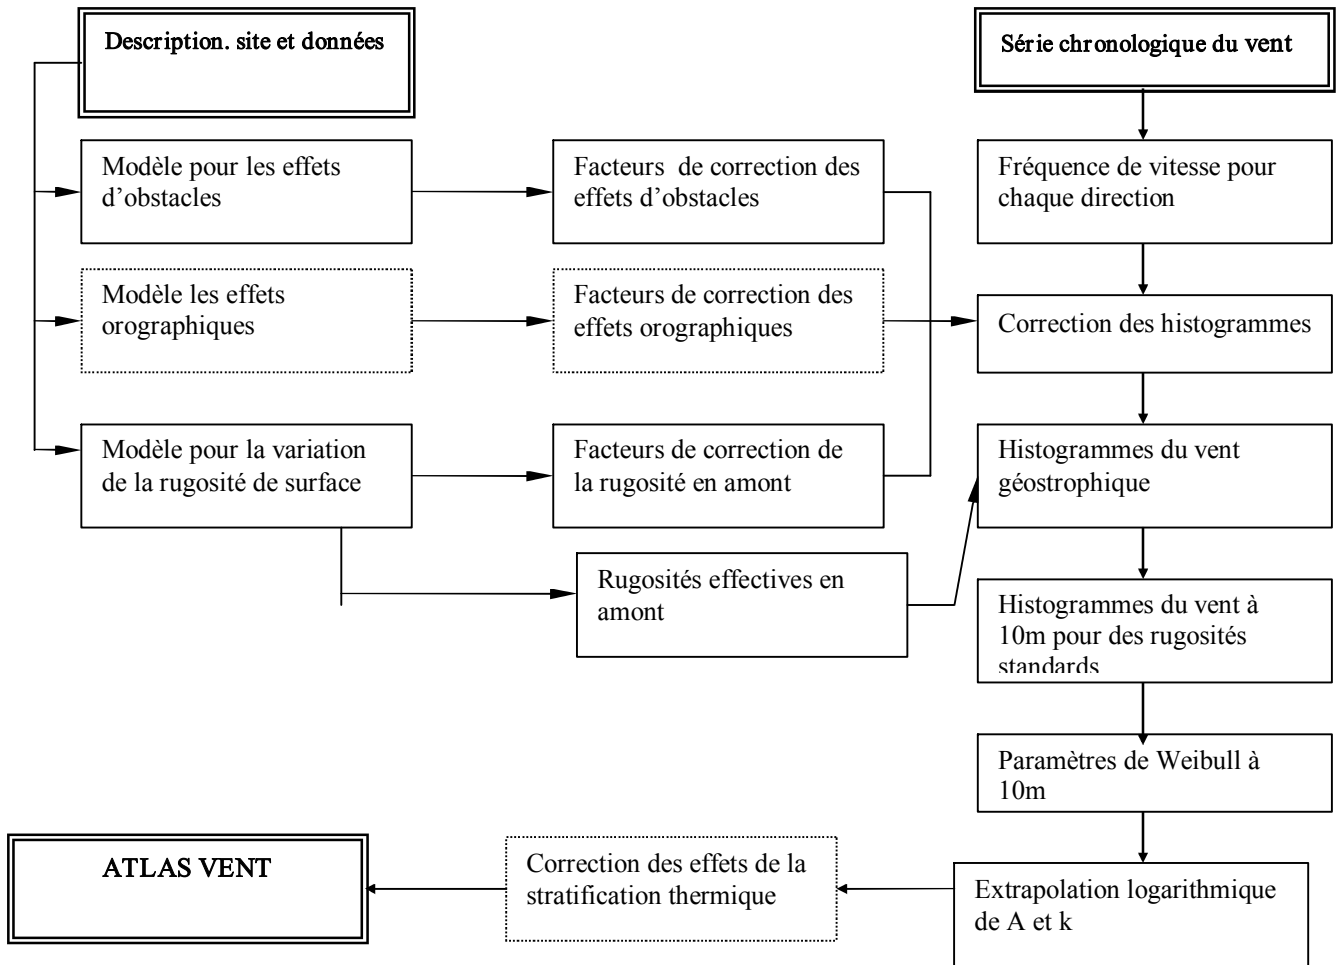 Description. site et données
Série chronologique du vent
Modèle pour les effets
d’obstacles
Facteurs de correction des
effets d’obstacles
Fréquence de vitesse pour
chaque direction
Modèle les effets
orographiques
Facteurs de correction des
effets orographiques
Correction des histogrammes
Modèle pour la variation
de la rugosité de surface
Facteurs de correction de
la rugosité en amont
Histogrammes du vent
géostrophique
Rugosités effectives en
amont
Histogrammes du vent à
10m pour des rugosités
standards
Paramètres de Weibull à
10m
ATLAS VENT
Correction des effets de la
stratification thermique
Extrapolation logarithmique
de A et k